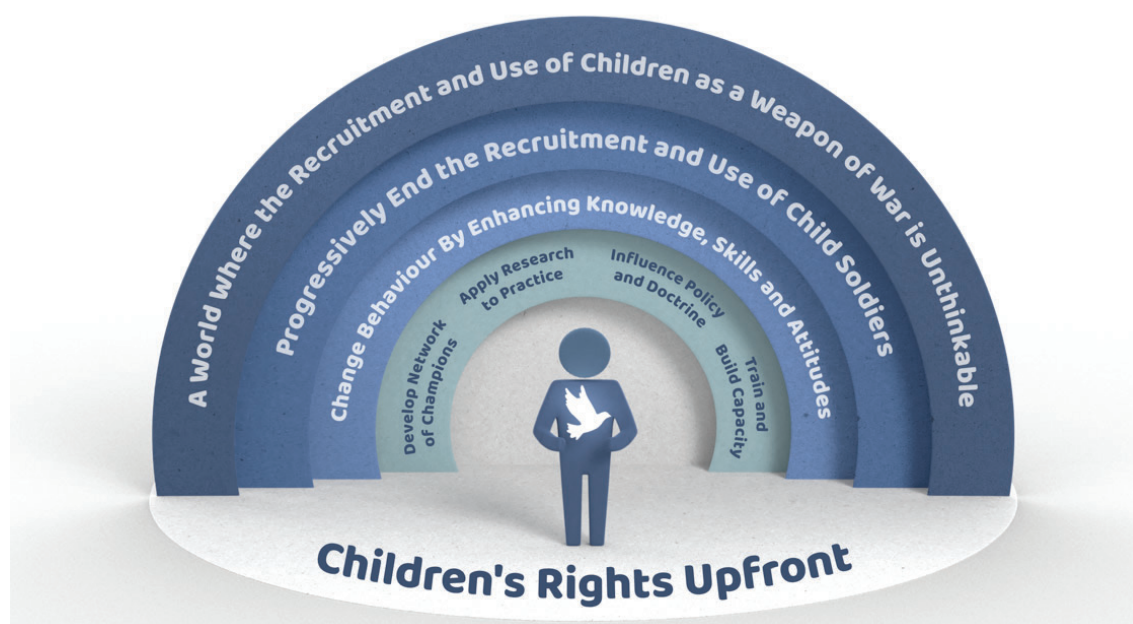 A World Where the Recruitment and Use of Children as a Weapon of War is Unthinkable
Progressively End the Recruitment and Use of Child Soldiers
Change Behaviour By Enhancing Knowledge, Skills and Attitudes
Develop Network
of Champions
Apply Research
to Practice
Influence Policy
and Doctrine
Train and
Build Capacity
Children's Rights Upfront